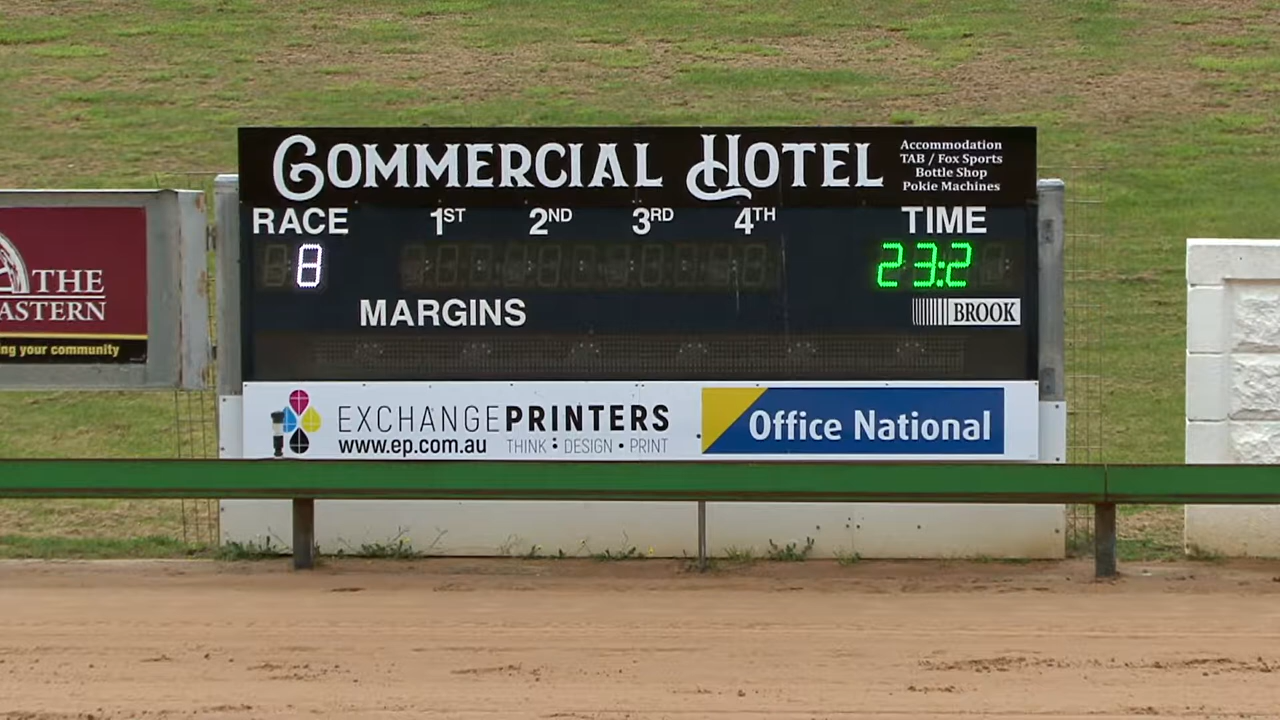 COMMERCIAL HOTEL
Accommodation
TAB / Fox Sports
Bottle Shop
Pokie Machines
RACE 1ST 2ND 3RD 4TH TIME
8 23:2
MARGINS
BROOK
THE
ASTERN
ng your community
EXCHANGEPRINTERS
www.ep.com.au THINK : DESIGN • PRINT
Office National